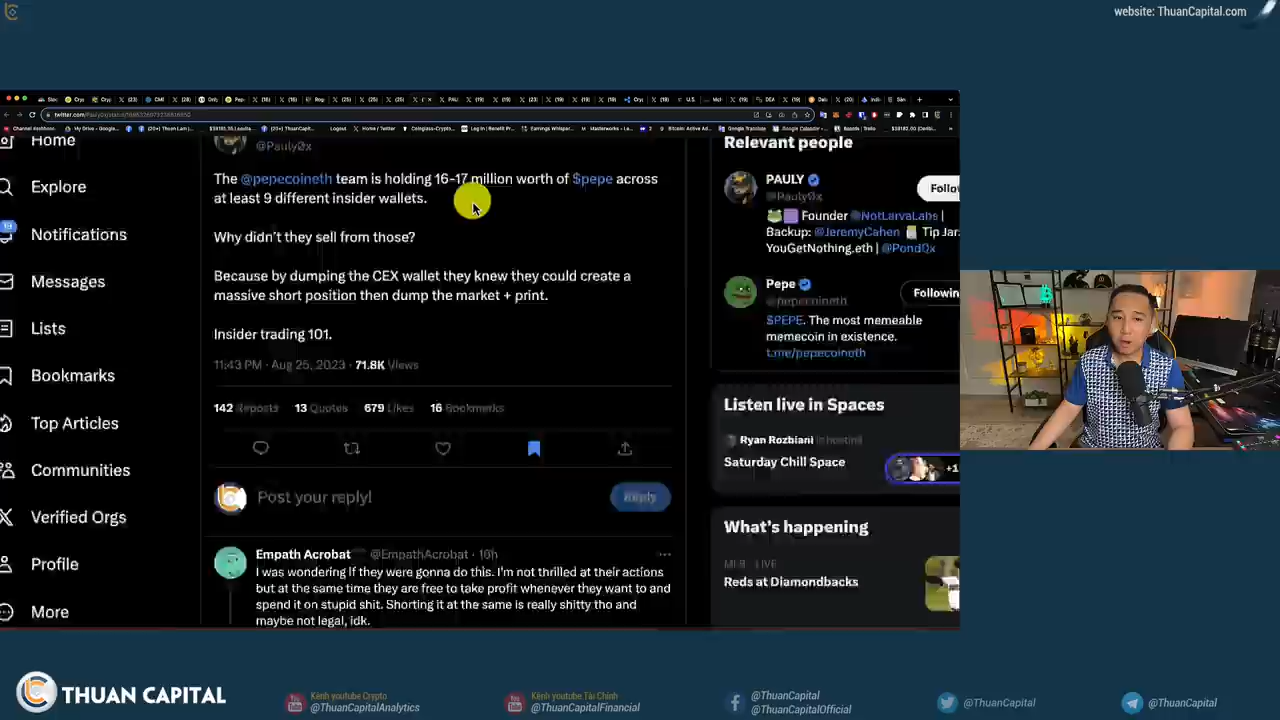 website: ThuanCapital.com
Home
Explore
19
Notifications
Messages
Lists
Bookmarks
Top Articles
Communities
Verified Orgs
Profile
More
@Pauly0x
The @pepecoineth team is holding 16-17 million worth of $pepe across
at least 9 different insider wallets.
Why didn't they sell from those?
Because by dumping the CEX wallet they knew they could create a
massive short position then dump the market + print.
Insider trading 101.
11:43 PM · Aug 25, 2023 · 71.8K Views
142 Reposts 13 Quotes 679 Likes 16 Bookmarks
Post your reply!
Reply
Empath Acrobat @EmpathAcrobat · 10h
I was wondering If they were gonna do this. I'm not thrilled at their actions
but at the same time they are free to take profit whenever they want to and
spend it on stupid shit. Shorting it at the same is really shitty tho and
maybe not legal, idk.
Relevant people
PAULY
@Pauly0x
Follo
Founder @NotLarvaLabs |
Backup: @JeremyCahen Tip Jar:
YouGetNothing.eth | @Pond0x
Pepe
@pepecoineth
Followin
$PEPE. The most memeable
memecoin in existence.
t.me/pepecoineth
Listen live in Spaces
Ryan Rozbiani is hosting
Saturday Chill Space
+1
What's happening
MLB · LIVE
Reds at Diamondbacks
THUAN CAPITAL
Kênh youtube Crypto
@ThuanCapitalAnalytics
Kênh youtube Tài Chính
@ThuanCapitalFinancial
@ThuanCapital
@ThuanCapitalOfficial
@ThuanCapital
@ThuanCapital